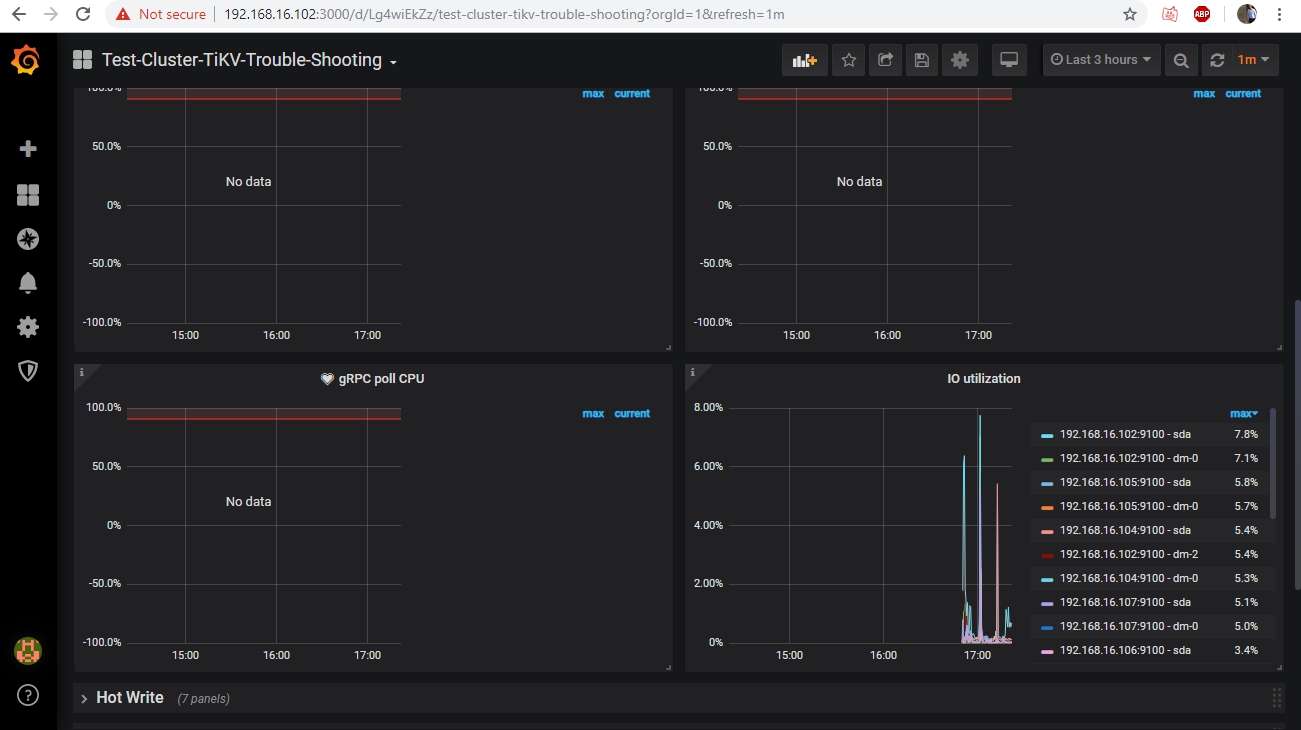 Not secure
192.168.16.102:3000/d/Lg4wiEkZz/test-cluster-tikv-trouble-shooting?orgId=1&refresh=1m
ABP
Test-Cluster-TiKV-Trouble-Shooting
Last 3 hours
1m
100.0%
50.0%
0%
-50.0%
-100.0%
No data
15:00 16:00 17:00
max current
100.0%
50.0%
0%
-50.0%
-100.0%
No data
15:00 16:00 17:00
max current
gRPC poll CPU
100.0%
50.0%
0%
-50.0%
-100.0%
No data
15:00 16:00 17:00
max current
IO utilization
8.00%
6.00%
4.00%
2.00%
0%
15:00 16:00 17:00
max
192.168.16.102:9100 - sda 7.8%
192.168.16.102:9100 - dm-0 7.1%
192.168.16.105:9100 - sda 5.8%
192.168.16.105:9100 - dm-0 5.7%
192.168.16.104:9100 - sda 5.4%
192.168.16.102:9100 - dm-2 5.4%
192.168.16.104:9100 - dm-0 5.3%
192.168.16.107:9100 - sda 5.1%
192.168.16.107:9100 - dm-0 5.0%
192.168.16.106:9100 - sda 3.4%
Hot Write (7 panels)